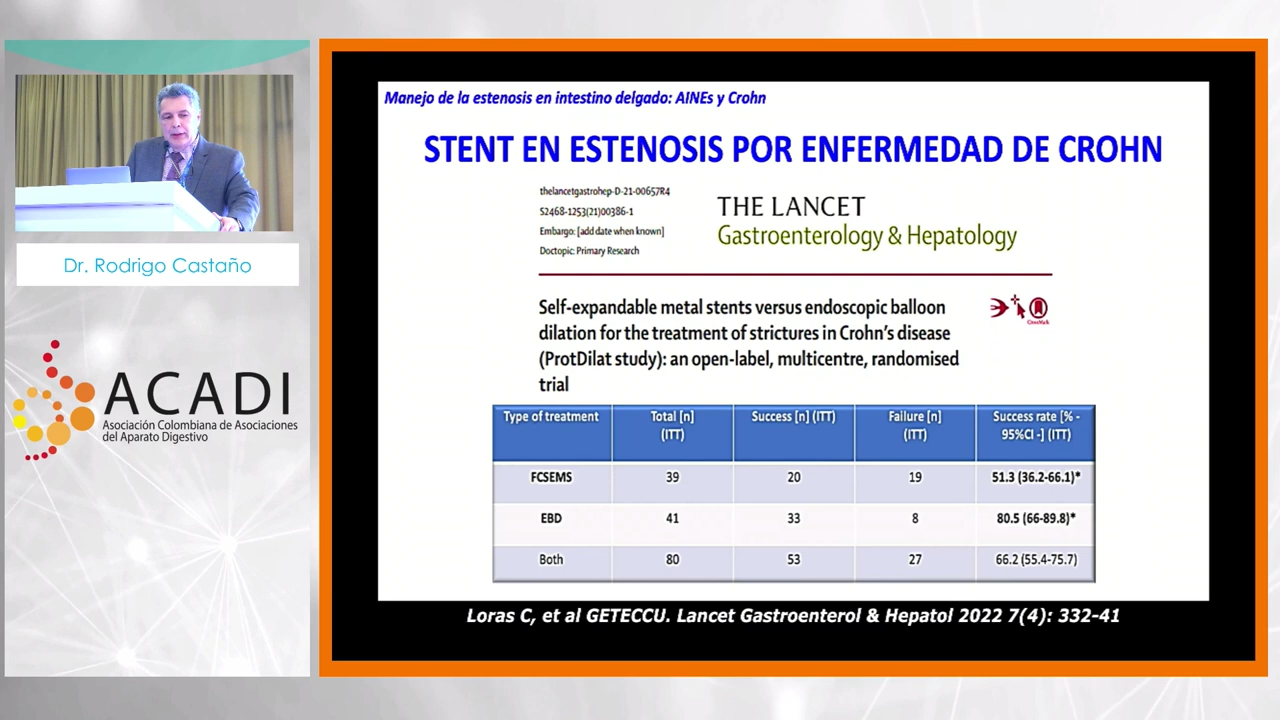 Dr. Rodrigo Castaño
ACADI
Asociación Colombiana de Asociaciones
del Aparato Digestivo
Manejo de la estenosis en intestino delgado: AINEs y Crohn
STENT EN ESTENOSIS POR ENFERMEDAD DE CROHN
thelancetgastrohep-D-21-00657R4
S2468-1253(21)00386-1
Embargo: [add date when known]
Doctopic: Primary Research
THE LANCET
Gastroenterology & Hepatology
Self-expandable metal stents versus endoscopic balloon
dilation for the treatment of strictures in Crohn's disease
(ProtDilat study): an open-label, multicentre, randomised
trial
CrossMark
Type of treatment Total [n] Success [n] (ITT) Failure [n] Success rate [% -
(ITT) (ITT) 95%CI -] (ITT)
FCSEMS 39 20 19 51.3 (36.2-66.1)*
EBD 41 33 8 80.5 (66-89.8)*
Both 80 53 27 66.2 (55.4-75.7)
Loras C, et al GETECCU. Lancet Gastroenterol & Hepatol 2022 7(4): 332-41